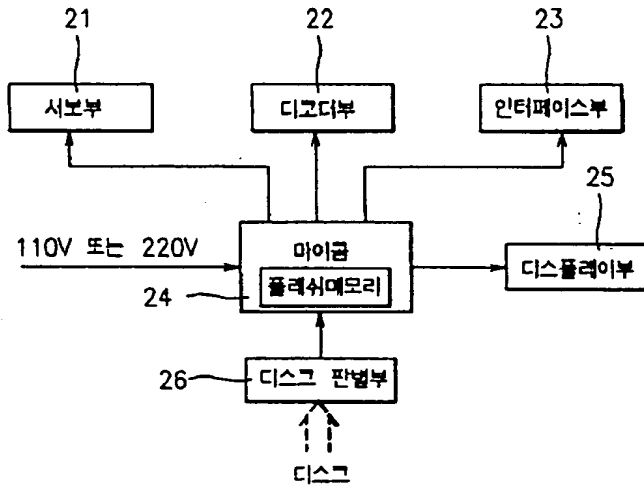 21
22
23
서보부
디코더부
인터페이스부
25
110V 또는 220V
마이콤
디스플레이부
24
플래쉬메모리
26
디스크 판별부
디스크